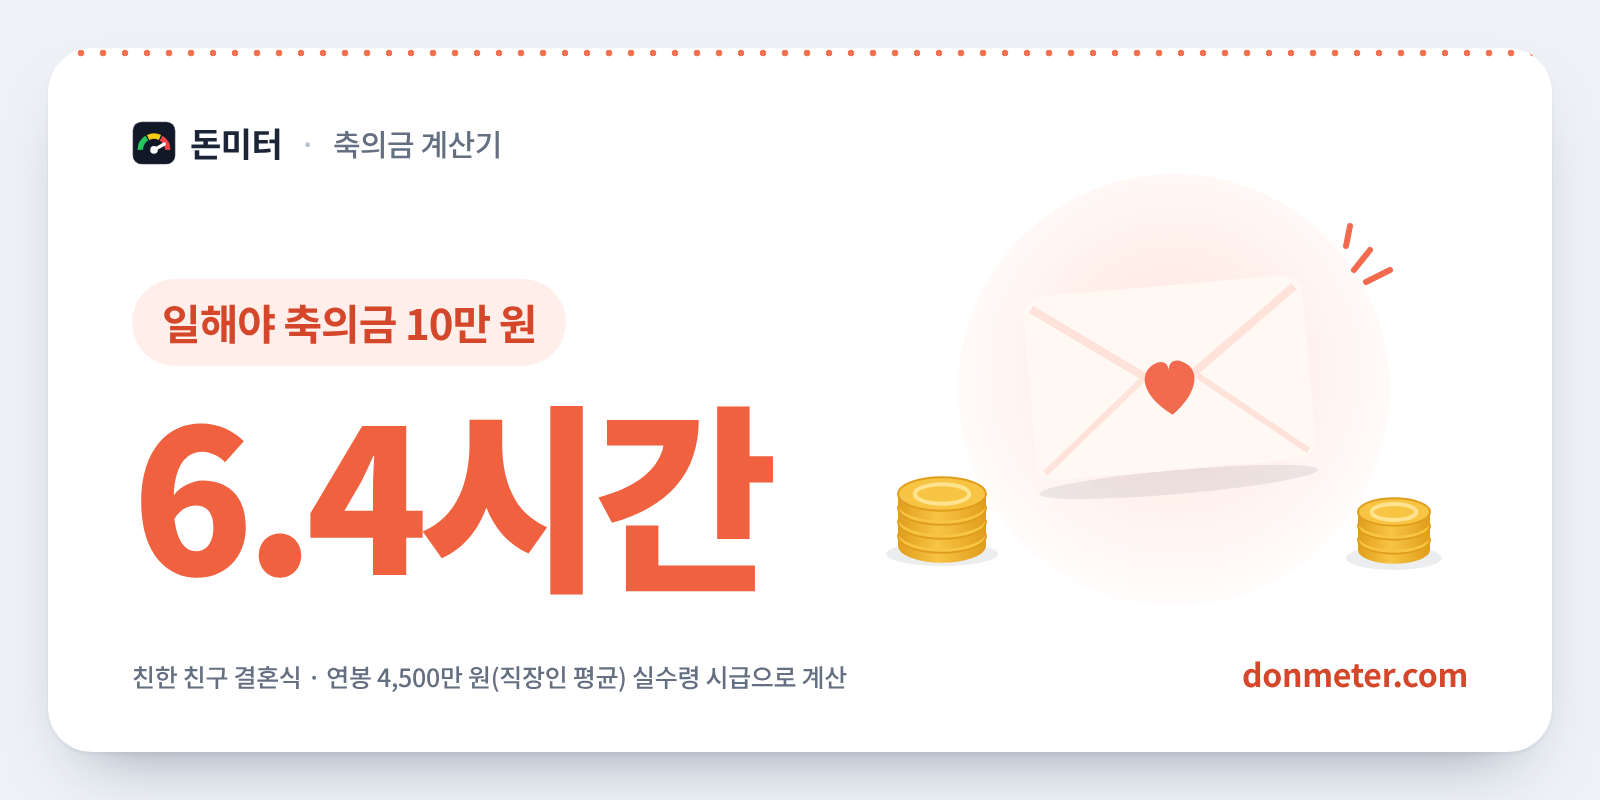 돈미터 · 축의금 계산기
일해야 축의금 10만 원
6.4시간
친한 친구 결혼식 · 연봉 4,500만 원(직장인 평균) 실수령 시급으로 계산
donmeter.com